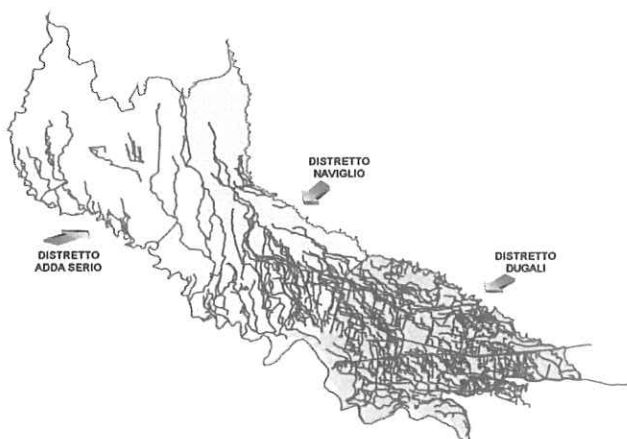 DISTRETTO
NAVIGLIO
DISTRETTO
ADDA SERIO
DISTRETTO
DUGALI